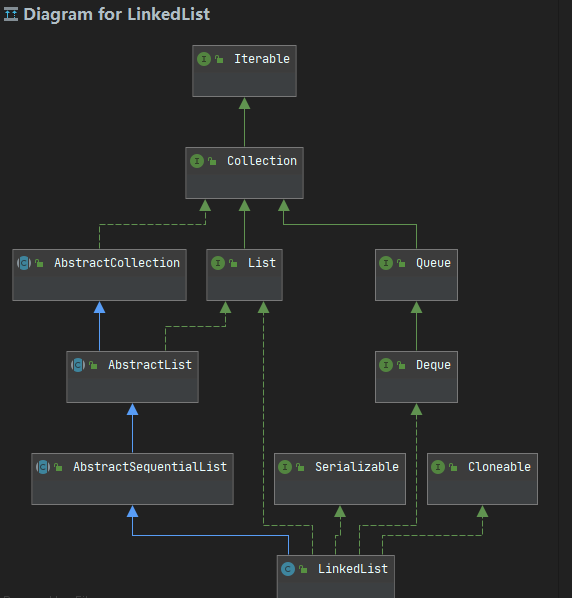 Diagram for LinkedList
I Iterable
I Collection
C AbstractCollection
I List
I Queue
C AbstractList
I Deque
C AbstractSequentialList
I Serializable
I Cloneable
C LinkedList